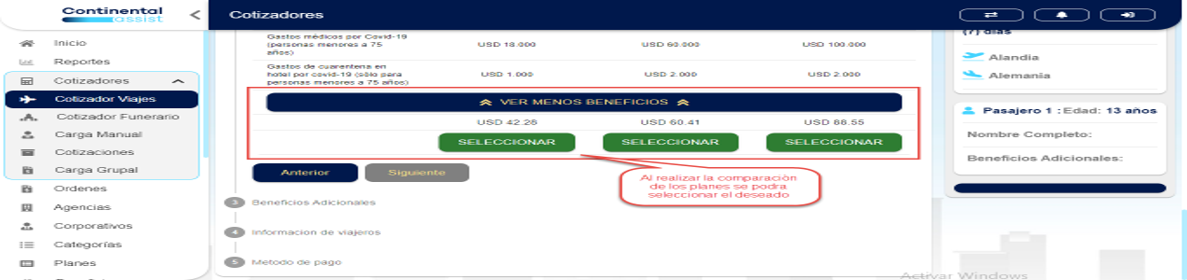 Continental
assist
Cotizadores
Inicio
Reportes
Cotizadores
Cotizador Viajes
Cotizador Funerario
Carga Manual
Cotizaciones
Carga Grupal
Ordenes
Agencias
Corporativos
Categorías
Planes
Gastos médicos por Covid-19
(personas menores a 75
años)
USD 18.000
USD 60.000
USD 100.000
Gastos de cuarentena en
hotel por covid-19 (sólo para
personas menores a 75 años)
USD 1.000
USD 2.000
USD 2.000
VER MENOS BENEFICIOS
USD 42.28
USD 60.41
USD 88.55
SELECCIONAR
SELECCIONAR
SELECCIONAR
Anterior
Siguiente
Al realizar la comparación
de los planes se podra
seleccionar el deseado
3 Beneficios Adicionales
4 Informacion de viajeros
5 Metodo de pago
(7) días
Alandia
Alemania
Pasajero 1 : Edad: 13 años
Nombre Completo:
Beneficios Adicionales:
Activar Windows